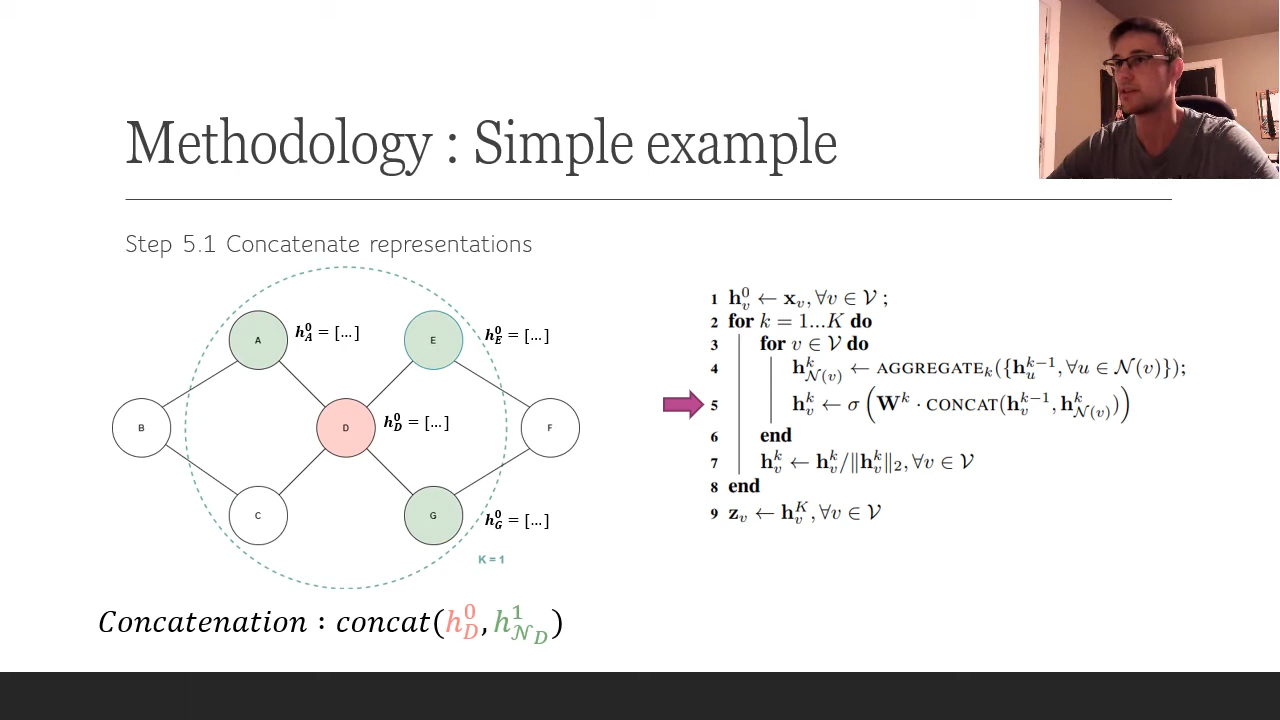 Methodology : Simple example
Step 5.1 Concatenate representations
A
h⁰_A = [...]
E
h⁰_E = [...]
B
D
h⁰_D = [...]
F
C
G
h⁰_G = [...]
K = 1
Concatenation : concat(h⁰_D, h¹_𝒩_D)
1 h⁰_v ← x_v, ∀v ∈ 𝒱 ;
2 for k = 1...K do
3 for v ∈ 𝒱 do
4 h^k_𝒩(v) ← AGGREGATE_k({h_u^{k−1}, ∀u ∈ 𝒩(v)});
5 h^k_v ← σ(W^k · CONCAT(h_v^{k−1}, h^k_𝒩(v)))
6 end
7 h^k_v ← h^k_v/‖h^k_v‖₂, ∀v ∈ 𝒱
8 end
9 z_v ← h^K_v, ∀v ∈ 𝒱